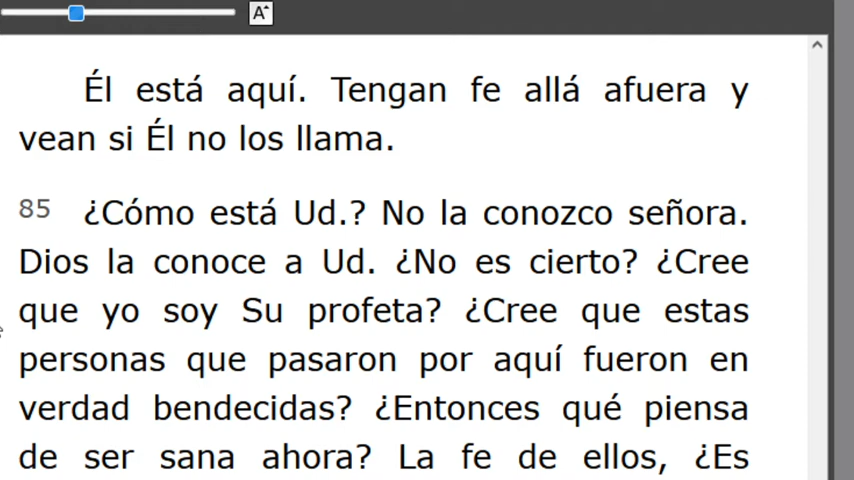 A
Él está aquí. Tengan fe allá afuera y
vean si Él no los llama.
85 ¿Cómo está Ud.? No la conozco señora.
Dios la conoce a Ud. ¿No es cierto? ¿Cree
que yo soy Su profeta? ¿Cree que estas
personas que pasaron por aquí fueron en
verdad bendecidas? ¿Entonces qué piensa
de ser sana ahora? La fe de ellos, ¿Es